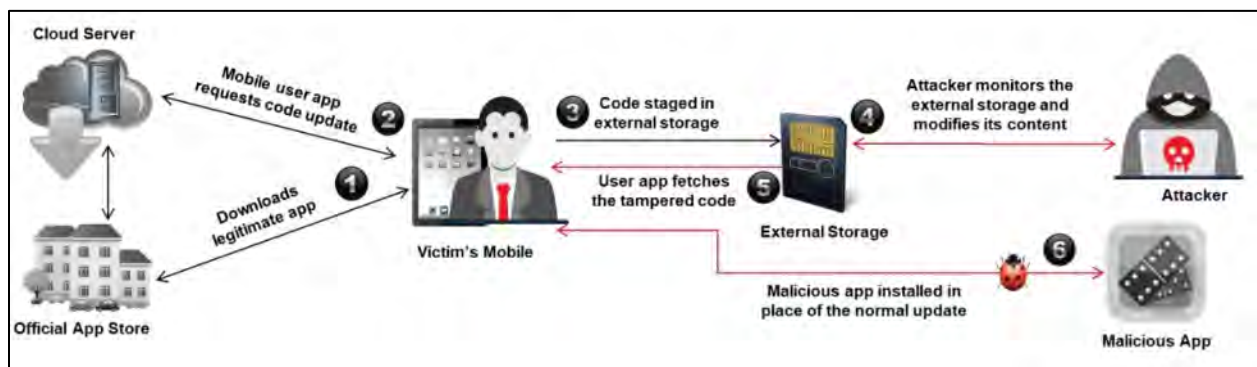 Cloud Server
Mobile user app
requests code update
2
1
Downloads
legitimate app
Official App Store
Victim's Mobile
3
Code staged in
external storage
User app fetches
the tampered code
5
External Storage
4
Attacker monitors the
external storage and
modifies its content
Attacker
Malicious app installed in
place of the normal update
6
Malicious App